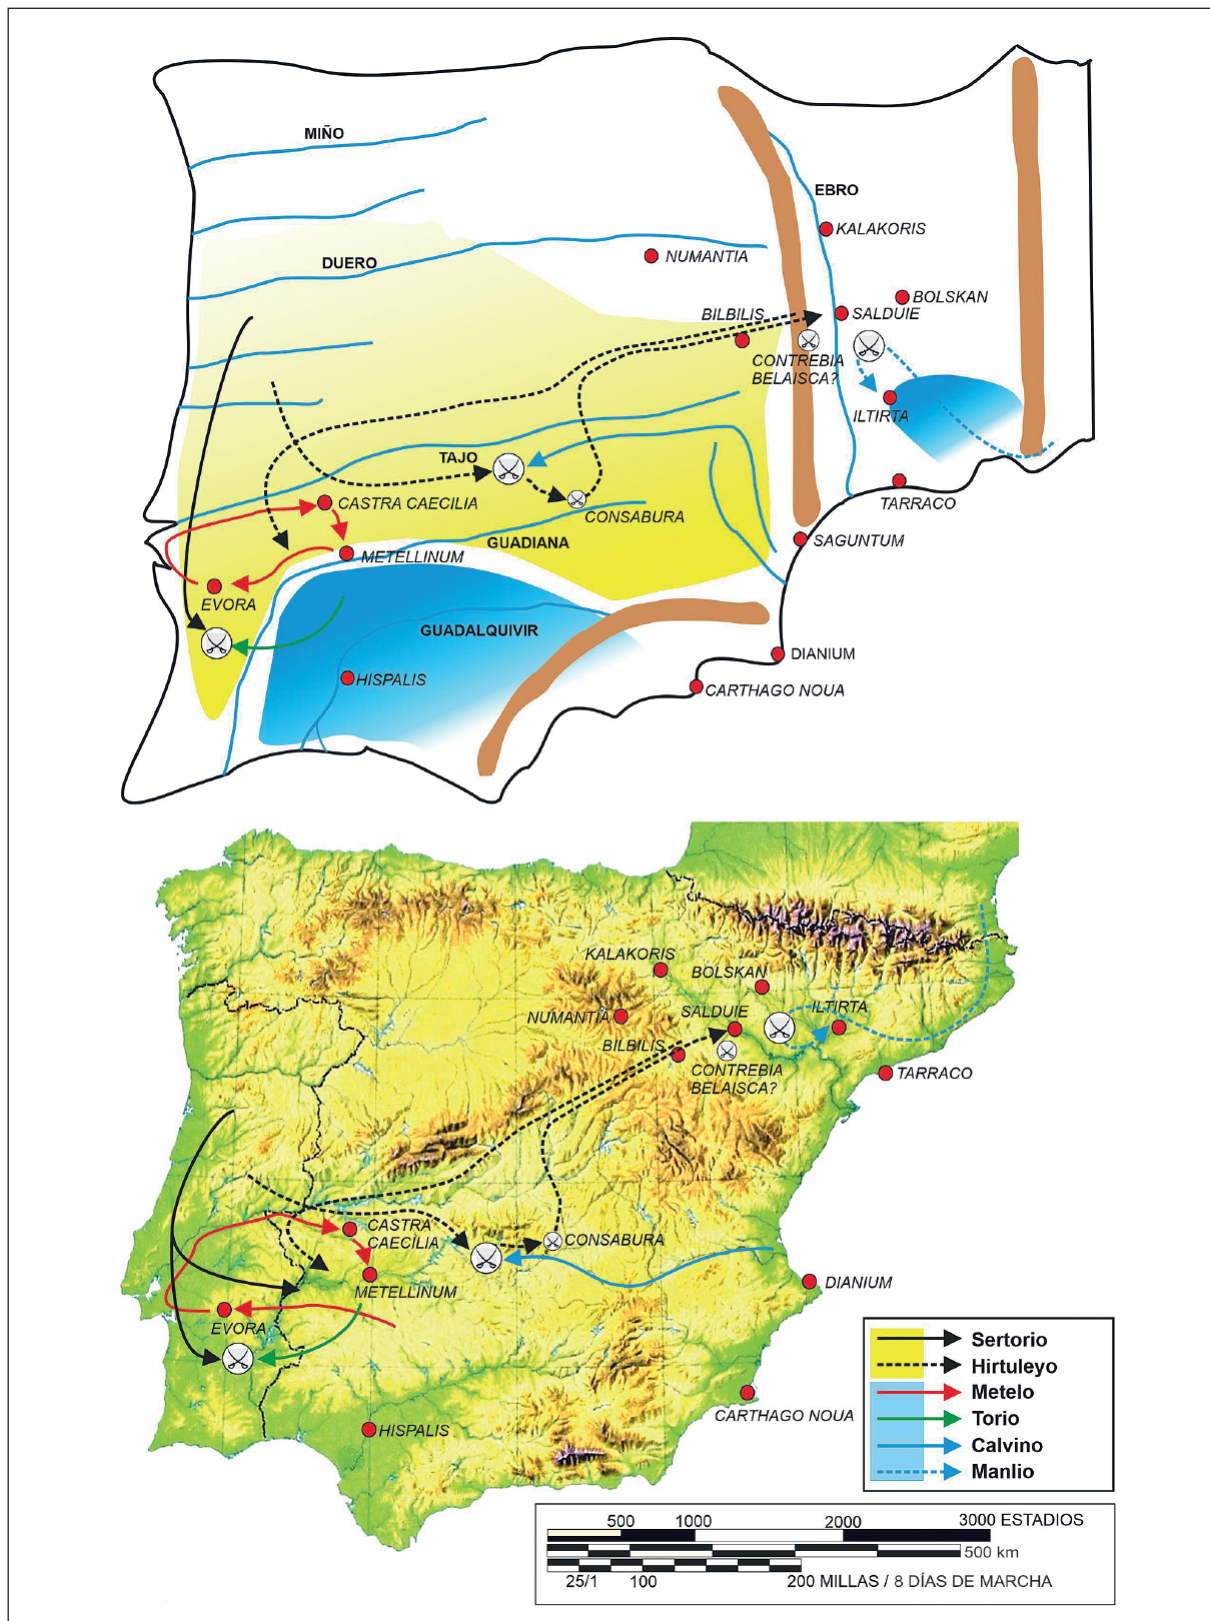 MIÑO
EBRO
KALAKORIS
DUERO
NUMANTIA
BOLSKAN
BILBILIS
SALDUIE
CONTREBIA
BELAISCA?
ILTIRTA
TAJO
CASTRA CAECILIA
CONSABURA
TARRACO
GUADIANA
METELLINUM
SAGUNTUM
EVORA
GUADALQUIVIR
DIANIUM
HISPALIS
CARTHAGO NOUA
KALAKORIS
BOLSKAN
NUMANTIA
SALDUIE
ILTIRTA
BILBILIS
CONTREBIA
BELAISCA?
TARRACO
CASTRA
CAECILIA
CONSABURA
METELLINUM
DIANIUM
EVORA
CARTHAGO NOUA
HISPALIS
Sertorio
Hirtuleyo
Metelo
Torio
Calvino
Manlio
500 1000 2000 3000 ESTADIOS
500 km
25/1 100 200 MILLAS / 8 DÍAS DE MARCHA